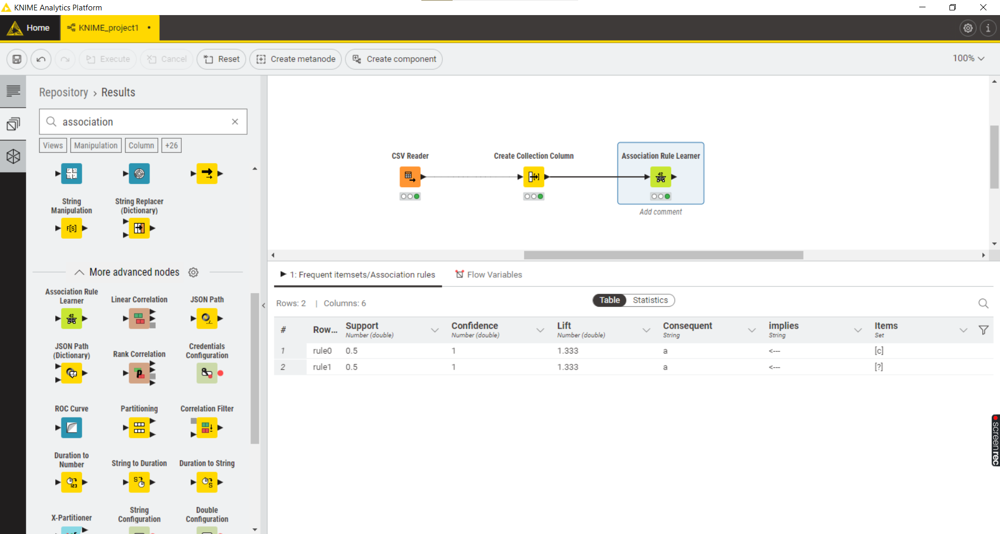 KNIME Analytics Platform
Home
KNIME_project1
Execute
Cancel
Reset
Create metanode
Create component
100%
Repository › Results
association
Views
Manipulation
Column
+26
String Manipulation
String Replacer (Dictionary)
More advanced nodes
Association Rule Learner
Linear Correlation
JSON Path
JSON Path (Dictionary)
Rank Correlation
Credentials Configuration
ROC Curve
Partitioning
Correlation Filter
Duration to Number
String to Duration
Duration to String
X-Partitioner
String Configuration
Double Configuration
CSV Reader
Create Collection Column
Association Rule Learner
Add comment
1: Frequent itemsets/Association rules
Flow Variables
Rows: 2 | Columns: 6
Table
Statistics
# Row... Support Confidence Lift Consequent implies Items
Number (double) Number (double) Number (double) String String Set
1 rule0 0.5 1 1.333 a <--- [c]
2 rule1 0.5 1 1.333 a <--- [?]
screenrec